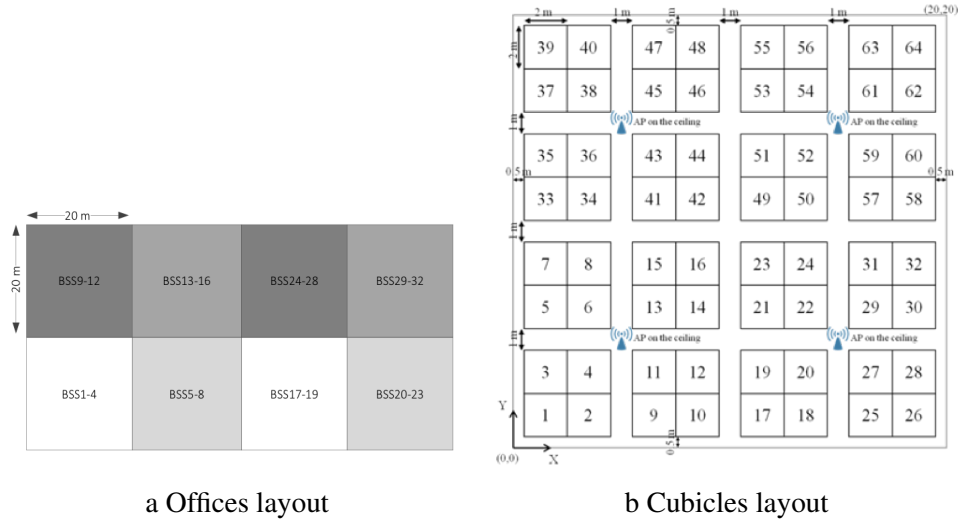 20 m
20 m
BSS9-12 BSS13-16 BSS24-28 BSS29-32
BSS1-4 BSS5-8 BSS17-19 BSS20-23
a Offices layout
(20,20)
2 m 1 m 0.5 m 1 m 1 m
39 40 47 48 55 56 63 64
2 m
37 38 45 46 53 54 61 62
1 m AP on the ceiling AP on the ceiling
35 36 43 44 51 52 59 60
0.5 m 0.5 m
33 34 41 42 49 50 57 58
1 m
7 8 15 16 23 24 31 32
5 6 13 14 21 22 29 30
1 m AP on the ceiling AP on the ceiling
3 4 11 12 19 20 27 28
Y
1 2 9 10 17 18 25 26
(0,0) X 0.5 m
b Cubicles layout